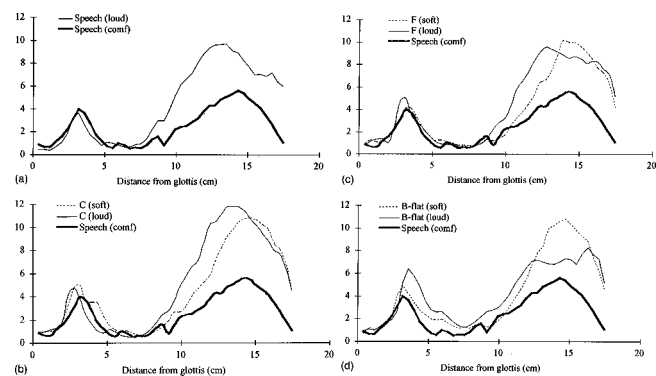 Speech (loud)
Speech (comf)
12
10
8
6
4
2
0
0 5 10 15 20
Distance from glottis (cm)
(a)
F (soft)
F (loud)
Speech (comf)
12
10
8
6
4
2
0
0 5 10 15 20
Distance from glottis (cm)
(c)
C (soft)
C (loud)
Speech (comf)
12
10
8
6
4
2
0
0 5 10 15 20
Distance from glottis (cm)
(b)
B-flat (soft)
B-flat (loud)
Speech (comf)
12
10
8
6
4
2
0
0 5 10 15 20
Distance from glottis (cm)
(d)